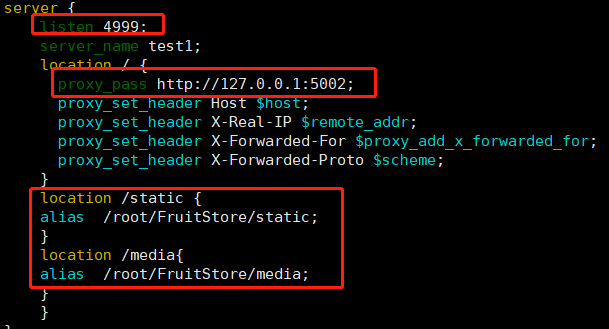 server {
listen 4999;
server_name test1;
location / {
proxy_pass http://127.0.0.1:5002;
proxy_set_header Host $host;
proxy_set_header X-Real-IP $remote_addr;
proxy_set_header X-Forwarded-For $proxy_add_x_forwarded_for;
proxy_set_header X-Forwarded-Proto $scheme;
}
location /static {
alias  /root/FruitStore/static;
}
location /media{
alias  /root/FruitStore/media;
}
}
}